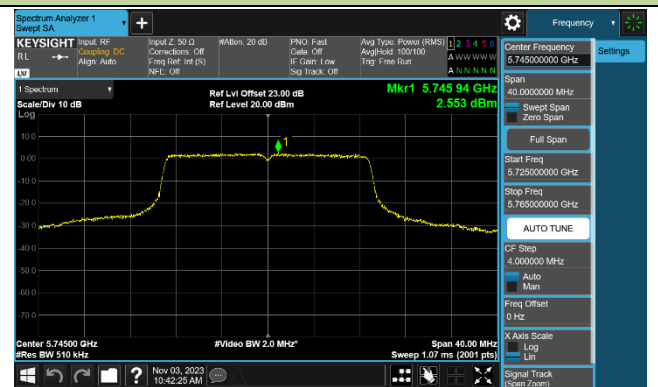 Spectrum Analyzer 1
Swept SA
Frequency
KEYSIGHT
RL
LXI
Input: RF
Coupling: DC
Align: Auto
Input Z: 50 Ω
Corrections: Off
Freq Ref: Int (S)
NFE: Off
#Atten: 20 dB
PNO: Fast
Gate: Off
IF Gain: Low
Sig Track: Off
Avg Type: Power (RMS)
Avg|Hold: 100/100
Trig: Free Run
1 2 3 4 5 6
A W W W W W
A N N N N N
1 Spectrum
Scale/Div 10 dB
Log
Ref Lvl Offset 23.00 dB
Ref Level 20.00 dBm
Mkr1 5.745 94 GHz
2.553 dBm
1
10.0
0.00
-10.0
-20.0
-30.0
-40.0
-50.0
-60.0
-70.0
Center 5.74500 GHz
#Res BW 510 kHz
#Video BW 2.0 MHz*
Span 40.00 MHz
Sweep 1.07 ms (2001 pts)
Center Frequency
5.745000000 GHz
Settings
Span
40.0000000 MHz
Swept Span
Zero Span
Full Span
Start Freq
5.725000000 GHz
Stop Freq
5.765000000 GHz
AUTO TUNE
CF Step
4.000000 MHz
Auto
Man
Freq Offset
0 Hz
X Axis Scale
Log
Lin
Signal Track
(Span Zoom)
?
Nov 03, 2023
10:42:25 AM